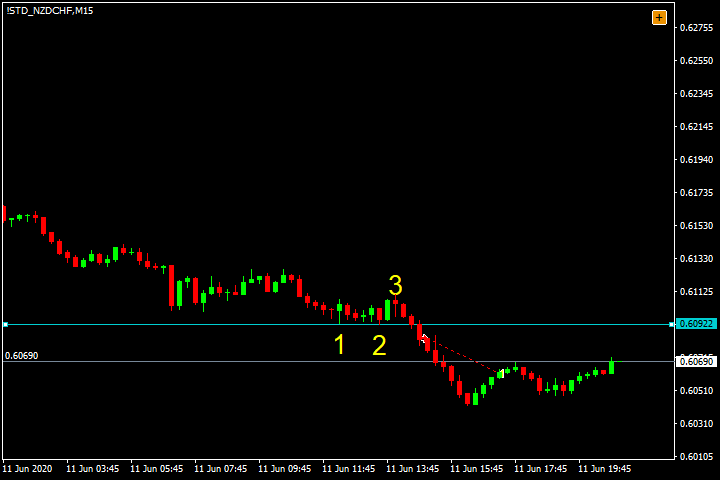 !STD_NZDCHF,M15
+
0.62755
0.62550
0.62345
0.62145
0.61940
0.61735
0.61530
0.61330
0.61125
0.60922
0.60690
0.60690
0.60510
0.60310
0.60105
3
1
2
11 Jun 2020
11 Jun 03:45
11 Jun 05:45
11 Jun 07:45
11 Jun 09:45
11 Jun 11:45
11 Jun 13:45
11 Jun 15:45
11 Jun 17:45
11 Jun 19:45